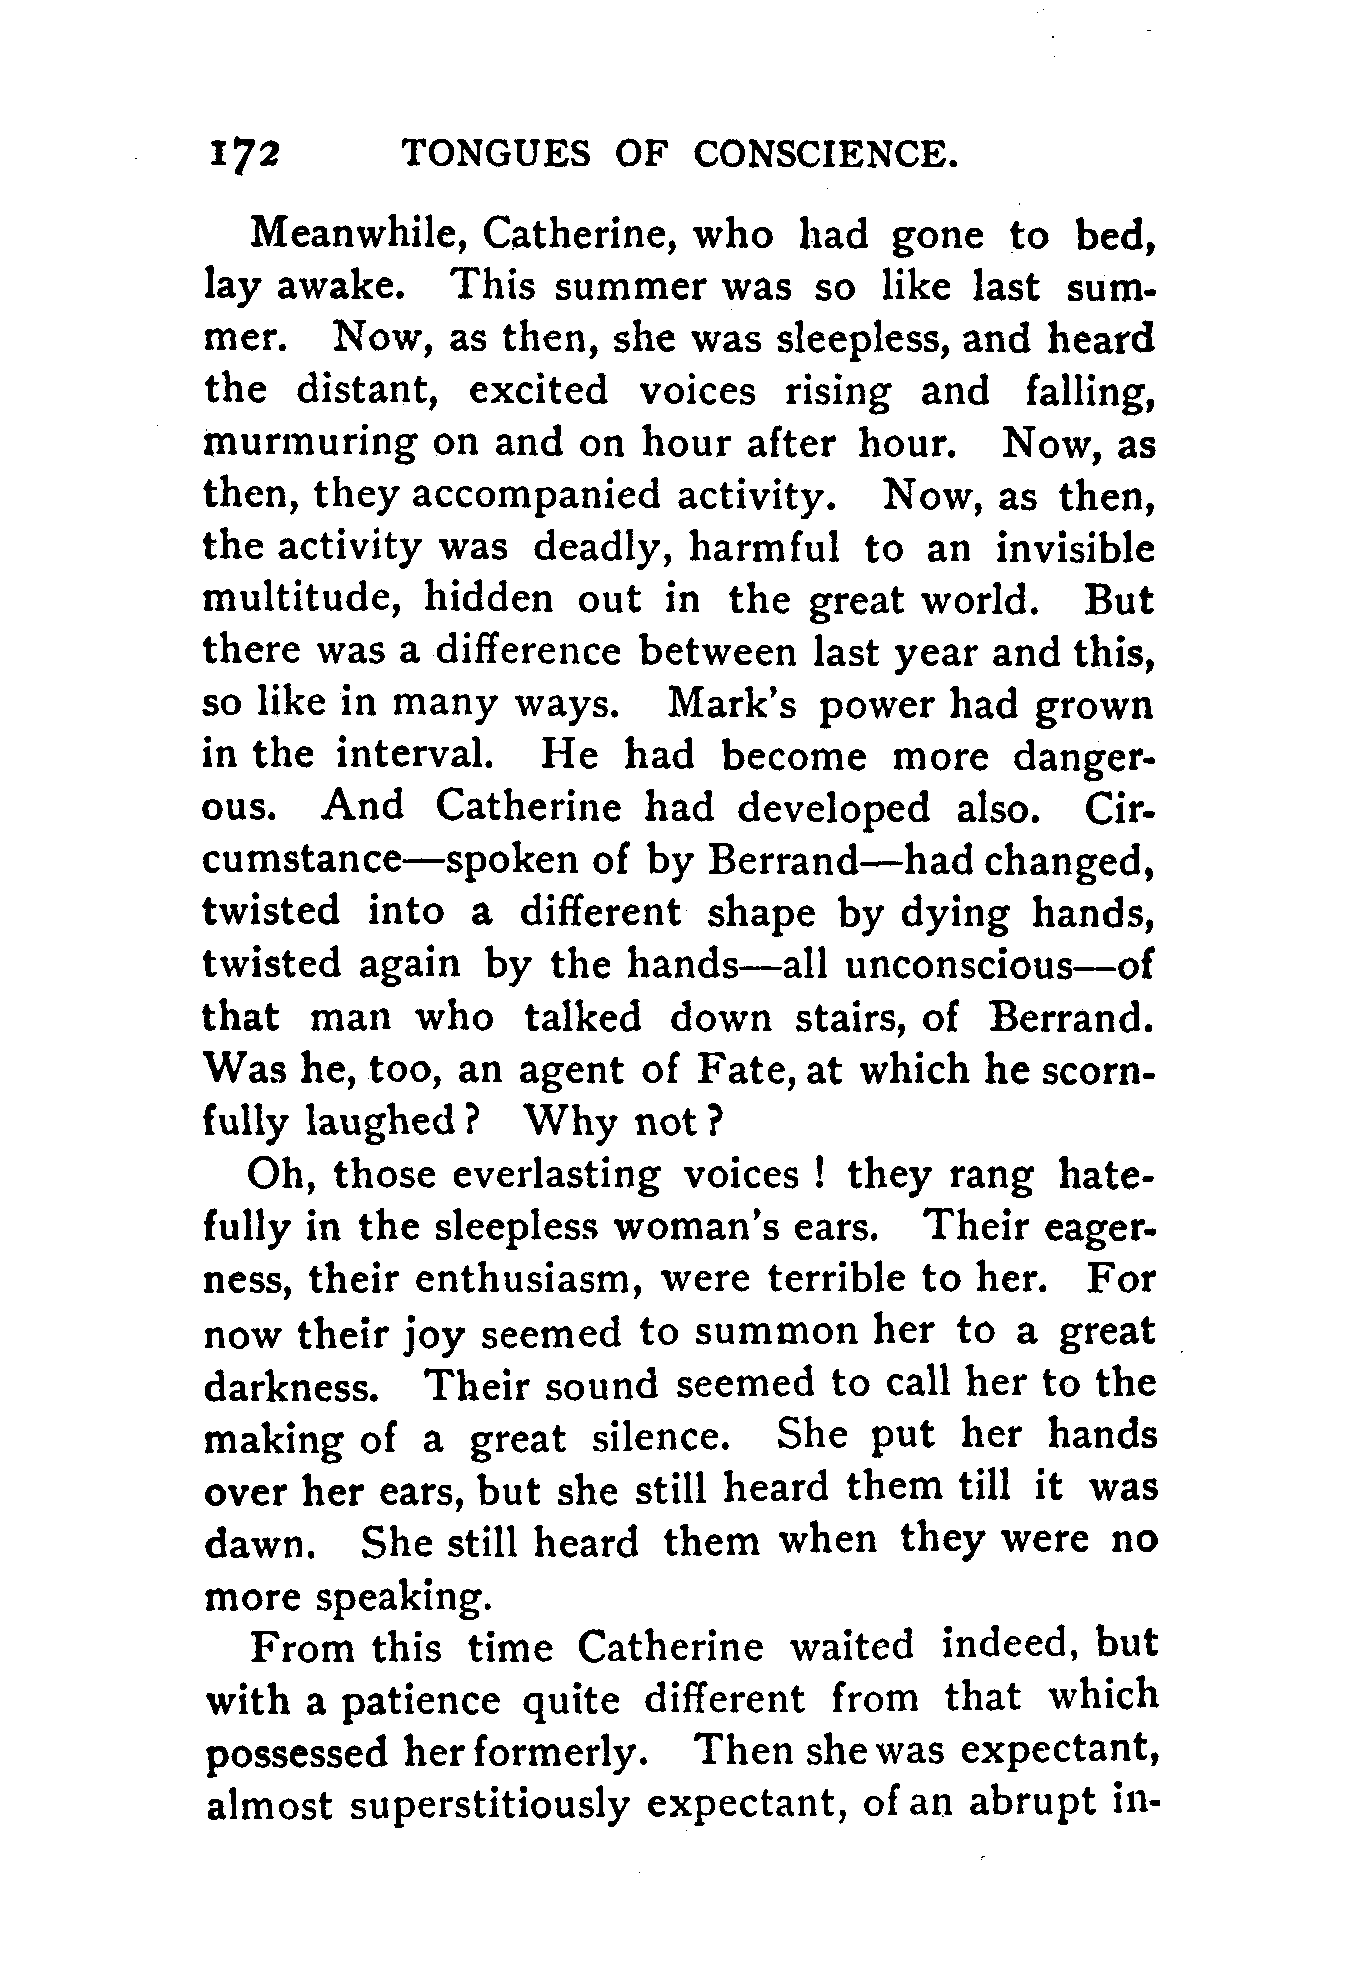 172 TONGUES OF CONSCIENCE.
Meanwhile, Catherine, who had gone to bed,
lay awake. This summer was so like last sum-
mer. Now, as then, she was sleepless, and heard
the distant, excited voices rising and falling,
murmuring on and on hour after hour. Now, as
then, they accompanied activity. Now, as then,
the activity was deadly, harmful to an invisible
multitude, hidden out in the great world. But
there was a difference between last year and this,
so like in many ways. Mark's power had grown
in the interval. He had become more danger-
ous. And Catherine had developed also. Cir-
cumstance—spoken of by Berrand—had changed,
twisted into a different shape by dying hands,
twisted again by the hands—all unconscious—of
that man who talked down stairs, of Berrand.
Was he, too, an agent of Fate, at which he scorn-
fully laughed? Why not?
Oh, those everlasting voices! they rang hate-
fully in the sleepless woman's ears. Their eager-
ness, their enthusiasm, were terrible to her. For
now their joy seemed to summon her to a great
darkness. Their sound seemed to call her to the
making of a great silence. She put her hands
over her ears, but she still heard them till it was
dawn. She still heard them when they were no
more speaking.
From this time Catherine waited indeed, but
with a patience quite different from that which
possessed her formerly. Then she was expectant,
almost superstitiously expectant, of an abrupt in-